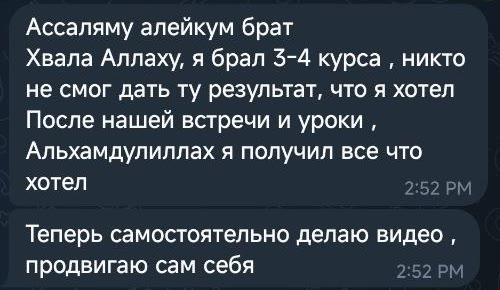 Ассаляму алейкум брат
Хвала Аллаху, я брал 3-4 курса , никто
не смог дать ту результат, что я хотел
После нашей встречи и уроки ,
Альхамдулиллах я получил все что
хотел
2:52 PM
Теперь самостоятельно делаю видео ,
продвигаю сам себя
2:52 PM